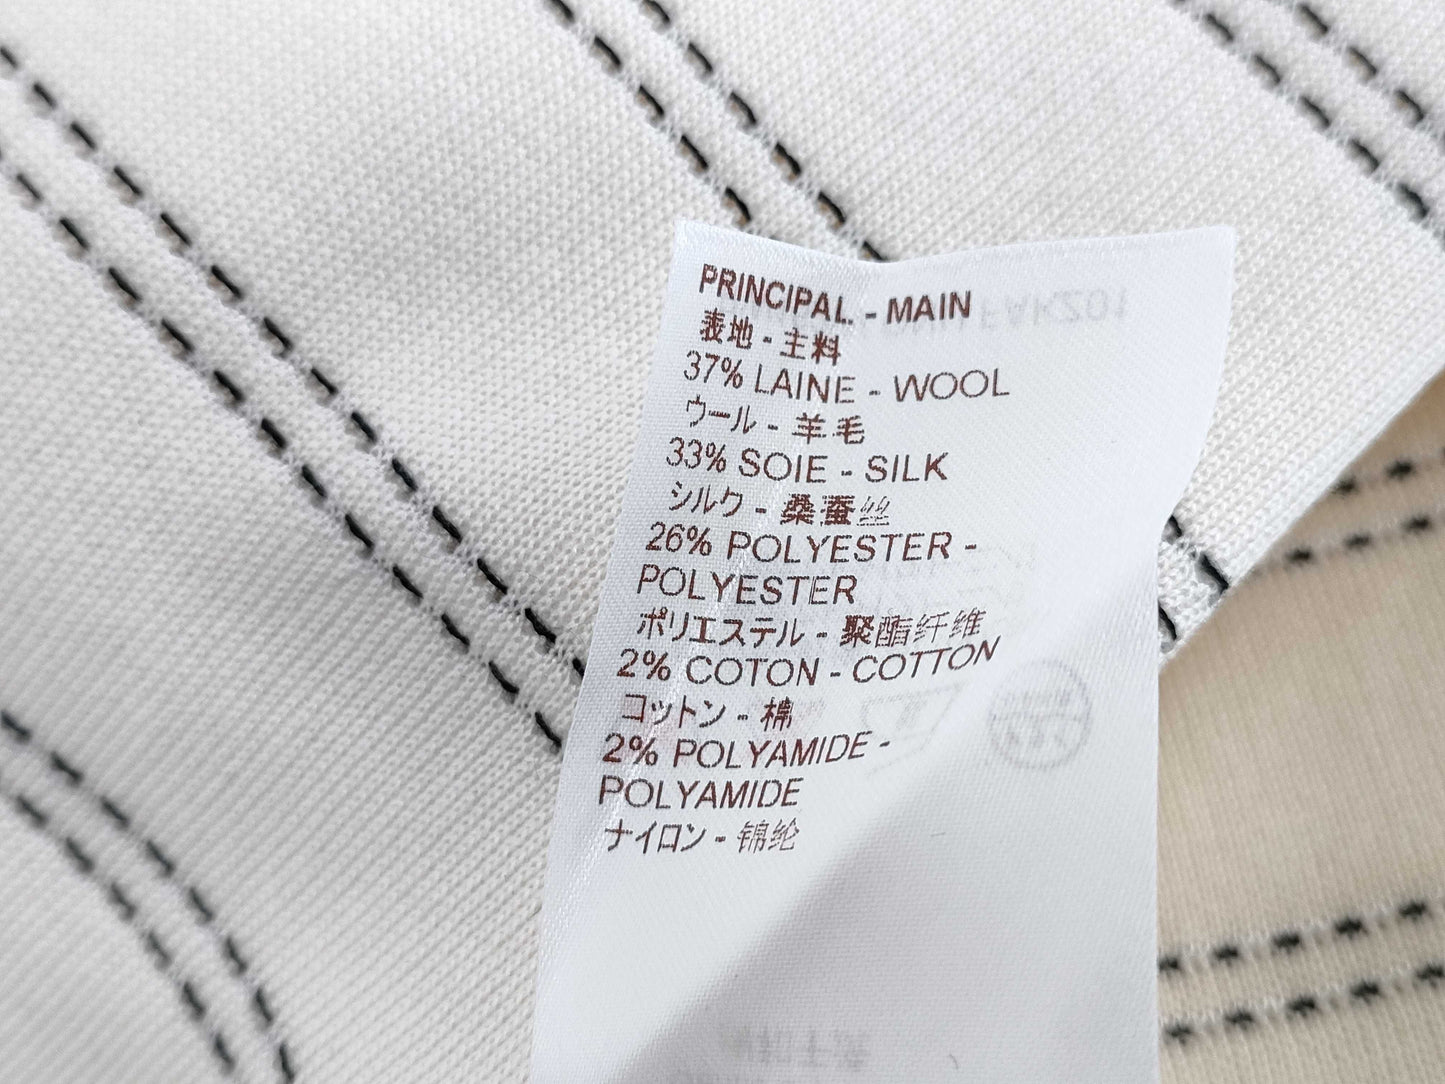 PRINCIPAL - MAIN
表地 - 主料
37% LAINE - WOOL
ウール - 羊毛
33% SOIE - SILK
シルク - 桑蚕丝
26% POLYESTER -
POLYESTER
ポリエステル - 聚酯纤维
2% COTON - COTTON
コットン - 棉
2% POLYAMIDE -
POLYAMIDE
ナイロン - 锦纶